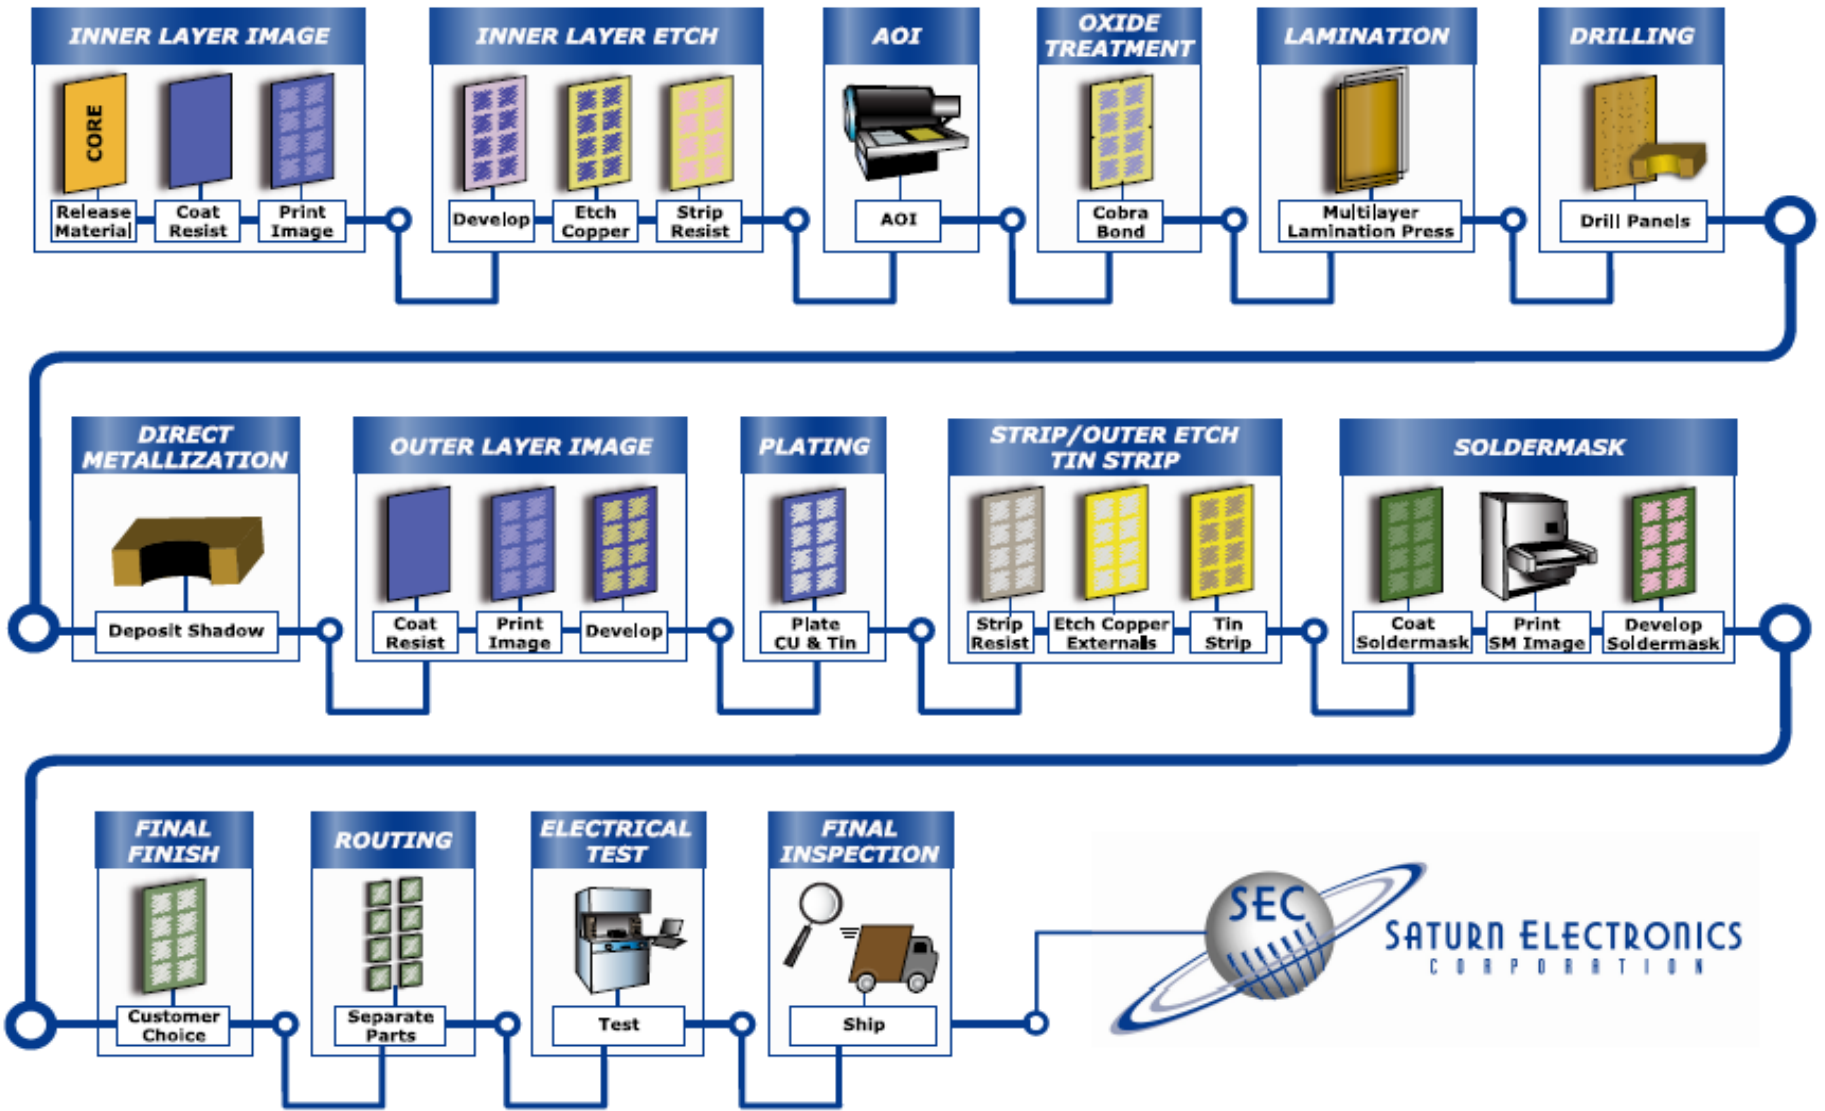 INNER LAYER IMAGE
CORE
Release
Material
Coat
Resist
Print
Image
INNER LAYER ETCH
Develop
Etch
Copper
Strip
Resist
AOI
AOI
OXIDE
TREATMENT
Cobra
Bond
LAMINATION
Multilayer
Lamination Press
DRILLING
Drill Panels
DIRECT
METALLIZATION
Deposit Shadow
OUTER LAYER IMAGE
Coat
Resist
Print
Image
Develop
PLATING
Plate
CU & Tin
STRIP/OUTER ETCH
TIN STRIP
Strip
Resist
Etch Copper
Externals
Tin
Strip
SOLDERMASK
Coat
Soldermask
Print
SM Image
Develop
Soldermask
FINAL
FINISH
Customer
Choice
ROUTING
Separate
Parts
ELECTRICAL
TEST
Test
FINAL
INSPECTION
Ship
SEC
SATURN ELECTRONICS
CORPORATION